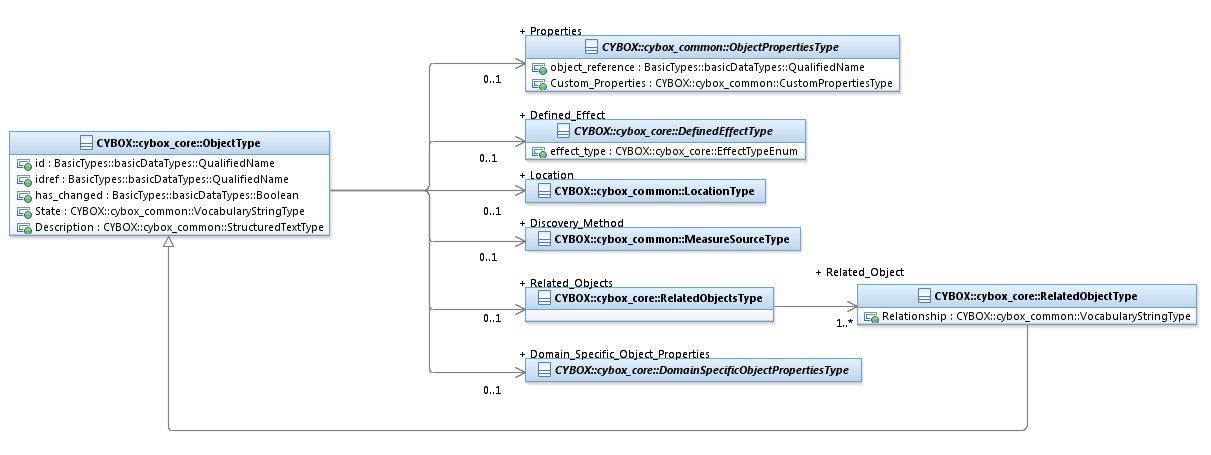 + Properties
CYBOX::cybox_common::ObjectPropertiesType
object_reference : BasicTypes::basicDataTypes::QualifiedName
Custom_Properties : CYBOX::cybox_common::CustomPropertiesType
0..1
+ Defined_Effect
CYBOX::cybox_core::DefinedEffectType
effect_type : CYBOX::cybox_core::EffectTypeEnum
0..1
CYBOX::cybox_core::ObjectType
id : BasicTypes::basicDataTypes::QualifiedName
idref : BasicTypes::basicDataTypes::QualifiedName
has_changed : BasicTypes::basicDataTypes::Boolean
State : CYBOX::cybox_common::VocabularyStringType
Description : CYBOX::cybox_common::StructuredTextType
+ Location
CYBOX::cybox_common::LocationType
0..1
+ Discovery_Method
CYBOX::cybox_common::MeasureSourceType
0..1
+ Related_Objects
CYBOX::cybox_core::RelatedObjectsType
0..1
+ Related_Object
CYBOX::cybox_core::RelatedObjectType
Relationship : CYBOX::cybox_common::VocabularyStringType
1..*
+ Domain_Specific_Object_Properties
CYBOX::cybox_core::DomainSpecificObjectPropertiesType
0..1